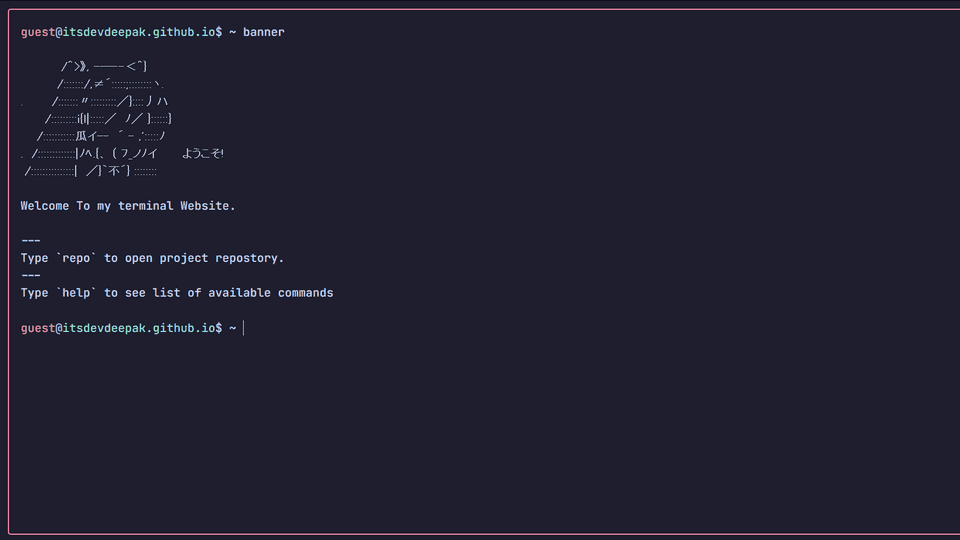 guest@itsdevdeepak.github.io$ ~ banner
ようこそ!
Welcome To my terminal Website.
---
Type `repo` to open project repostory.
---
Type `help` to see list of available commands
guest@itsdevdeepak.github.io$ ~